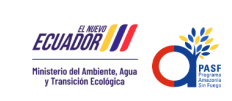 EL NUEVO
ECUADOR
Ministerio del Ambiente, Agua
y Transición Ecológica
PASF
Programa
Amazonía
Sin Fuego